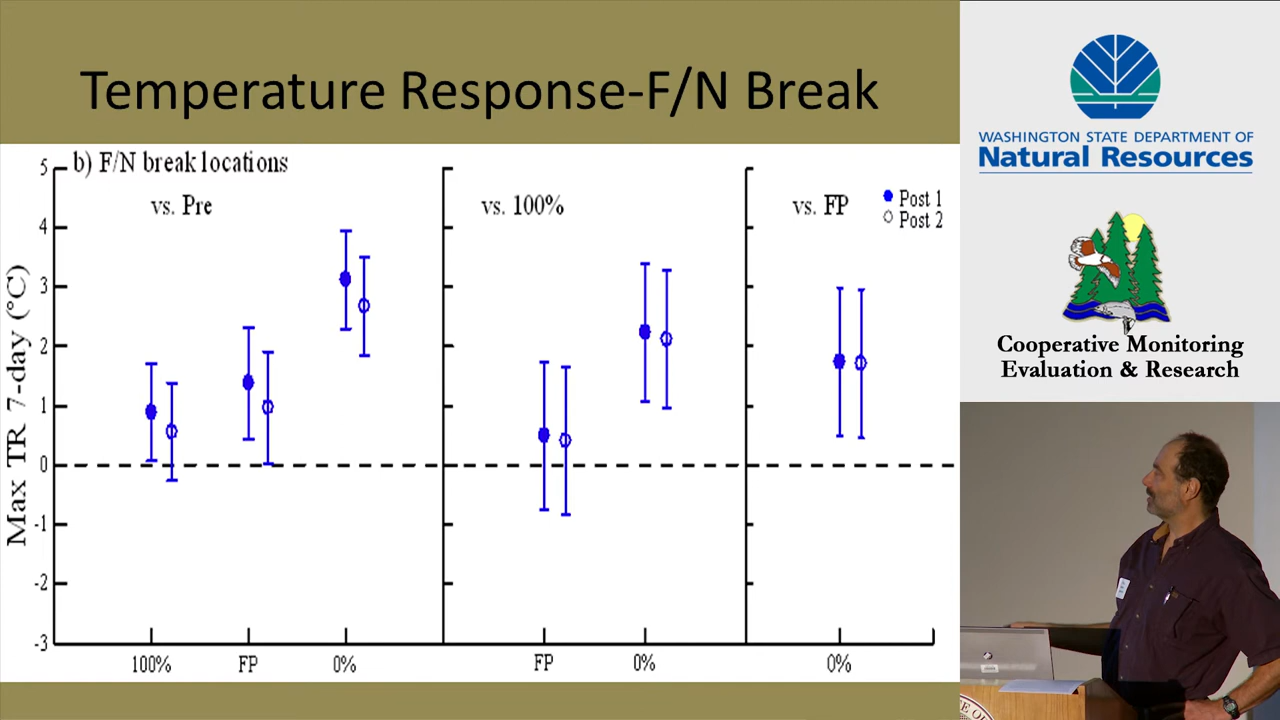 Temperature Response-F/N Break
b) F/N break locations
vs. Pre
vs. 100%
vs. FP
Post 1
Post 2
Max TR 7-day (°C)
5
4
3
2
1
0
-1
-2
-3
100%
FP
0%
FP
0%
0%
WASHINGTON STATE DEPARTMENT OF
Natural Resources
Cooperative Monitoring
Evaluation & Research